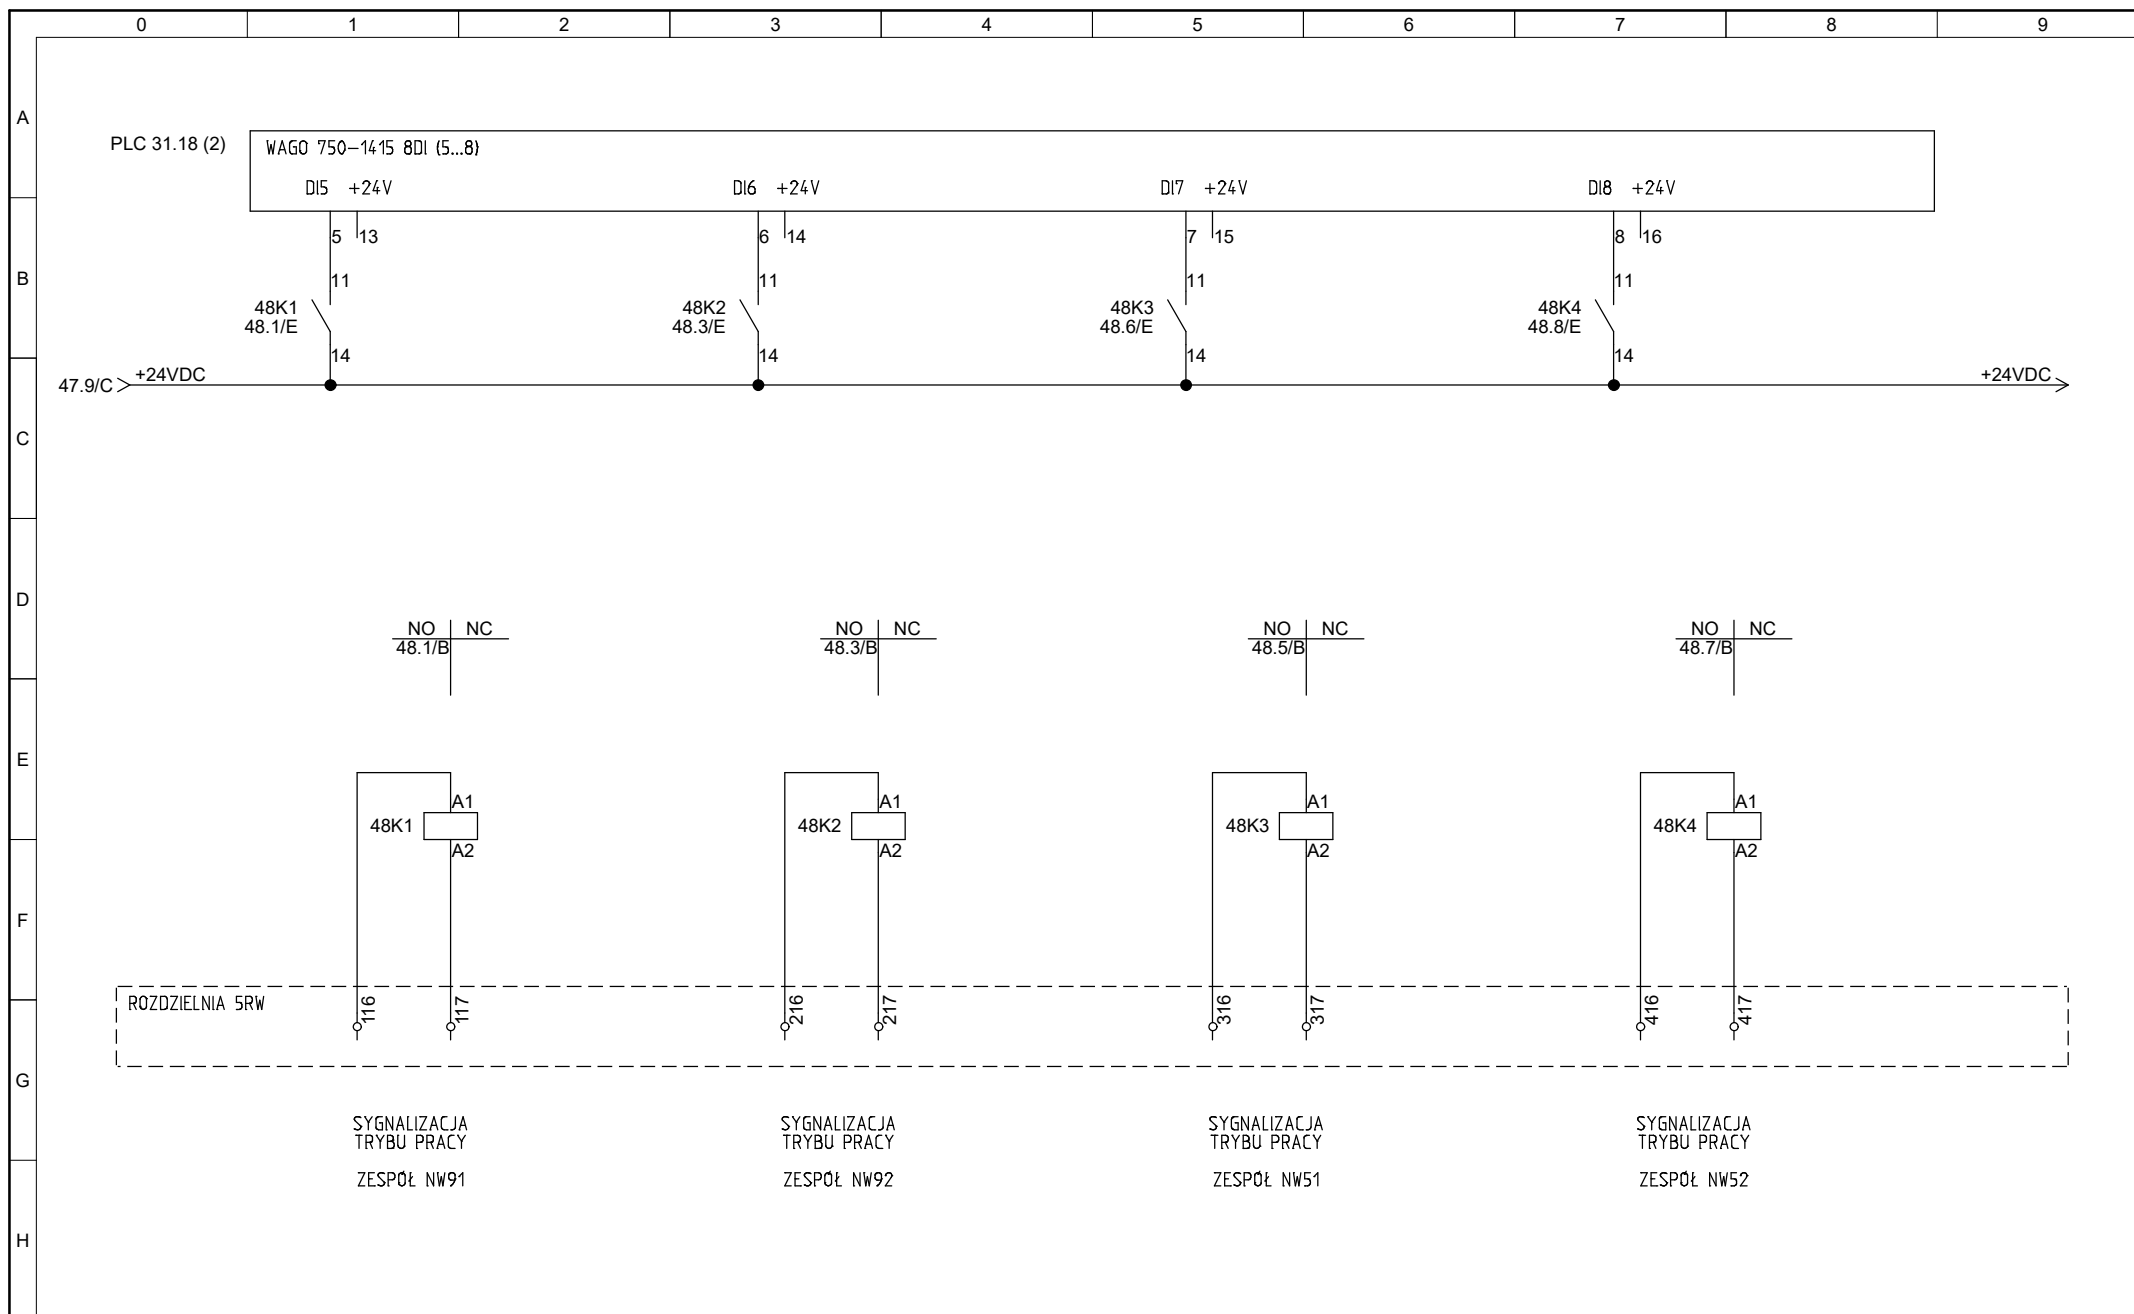 0 1 2 3 4 5 6 7 8 9
A
PLC 31.18 (2)
WAGO 750-1415 8DI (5...8)
DI5 +24V DI6 +24V DI7 +24V DI8 +24V
5 13 6 14 7 15 8 16
B
11 11 11 11
48K1 48K2 48K3 48K4
48.1/E 48.3/E 48.6/E 48.8/E
14 14 14 14
47.9/C +24VDC +24VDC
C
D
NO NC NO NC NO NC NO NC
48.1/B 48.3/B 48.5/B 48.7/B
E
A1 A1 A1 A1
48K1 48K2 48K3 48K4
A2 A2 A2 A2
F
ROZDZIELNIA 5RW
116 117 216 217 316 317 416 417
G
SYGNALIZACJA SYGNALIZACJA SYGNALIZACJA SYGNALIZACJA
TRYBU PRACY TRYBU PRACY TRYBU PRACY TRYBU PRACY
ZESPÓŁ NW91 ZESPÓŁ NW92 ZESPÓŁ NW51 ZESPÓŁ NW52
H